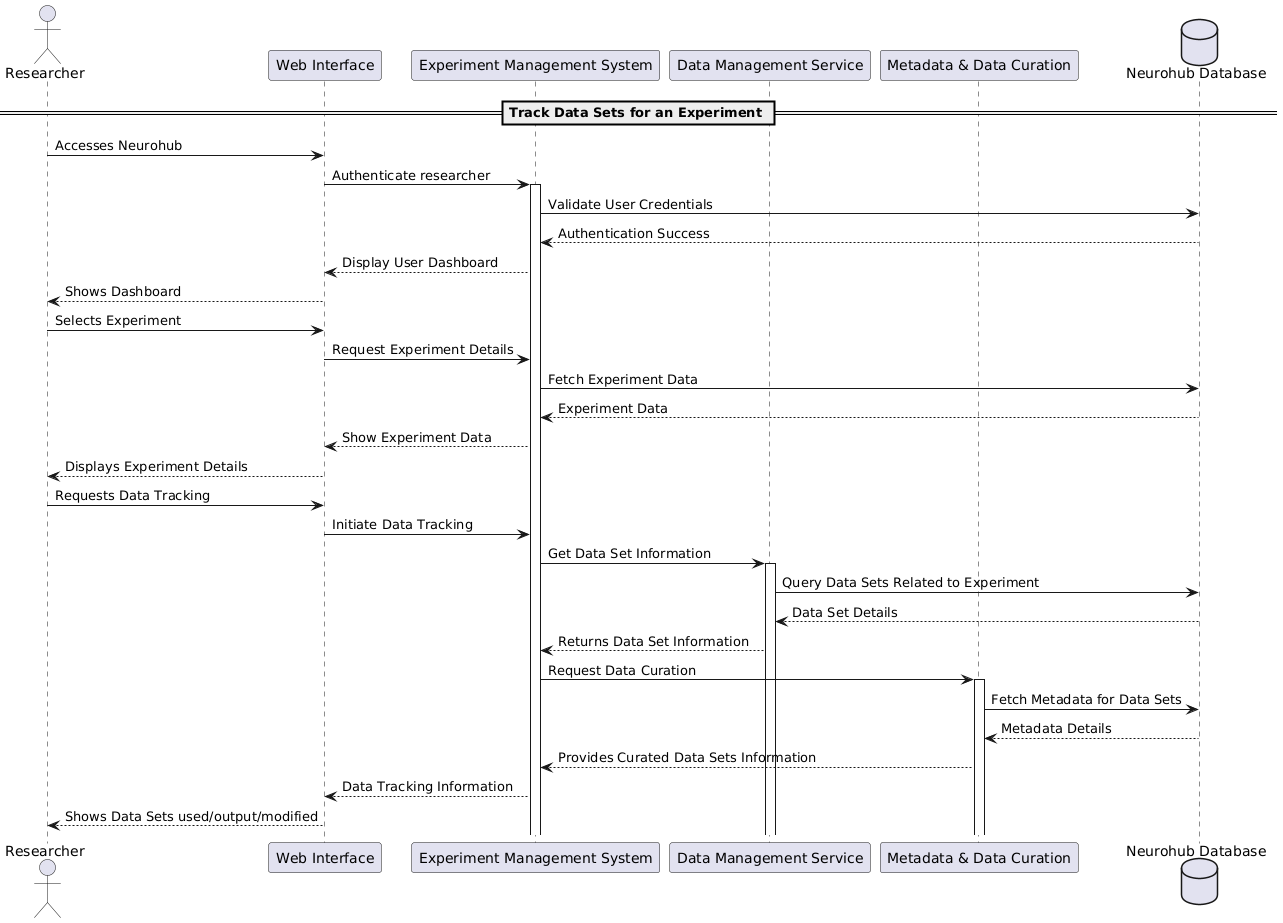 Researcher
Web Interface
Experiment Management System
Data Management Service
Metadata & Data Curation
Neurohub Database
Track Data Sets for an Experiment
Accesses Neurohub
Authenticate researcher
Validate User Credentials
Authentication Success
Display User Dashboard
Shows Dashboard
Selects Experiment
Request Experiment Details
Fetch Experiment Data
Experiment Data
Show Experiment Data
Displays Experiment Details
Requests Data Tracking
Initiate Data Tracking
Get Data Set Information
Query Data Sets Related to Experiment
Data Set Details
Returns Data Set Information
Request Data Curation
Fetch Metadata for Data Sets
Metadata Details
Provides Curated Data Sets Information
Data Tracking Information
Shows Data Sets used/output/modified
Researcher
Web Interface
Experiment Management System
Data Management Service
Metadata & Data Curation
Neurohub Database